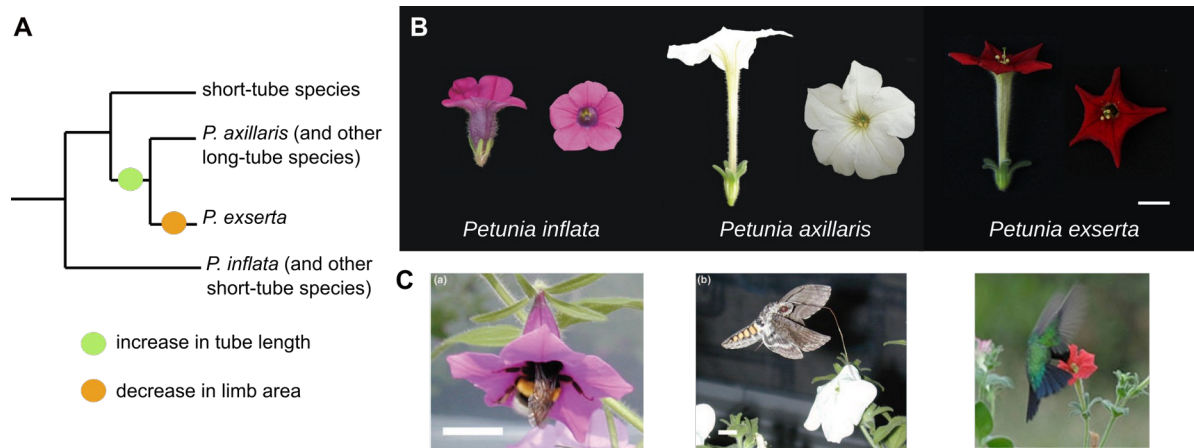 A
short-tube species
P. axillaris (and other
long-tube species)
P. exserta
P. inflata (and other
short-tube species)
increase in tube length
decrease in limb area
B
Petunia inflata
Petunia axillaris
Petunia exserta
C
(a)
(b)